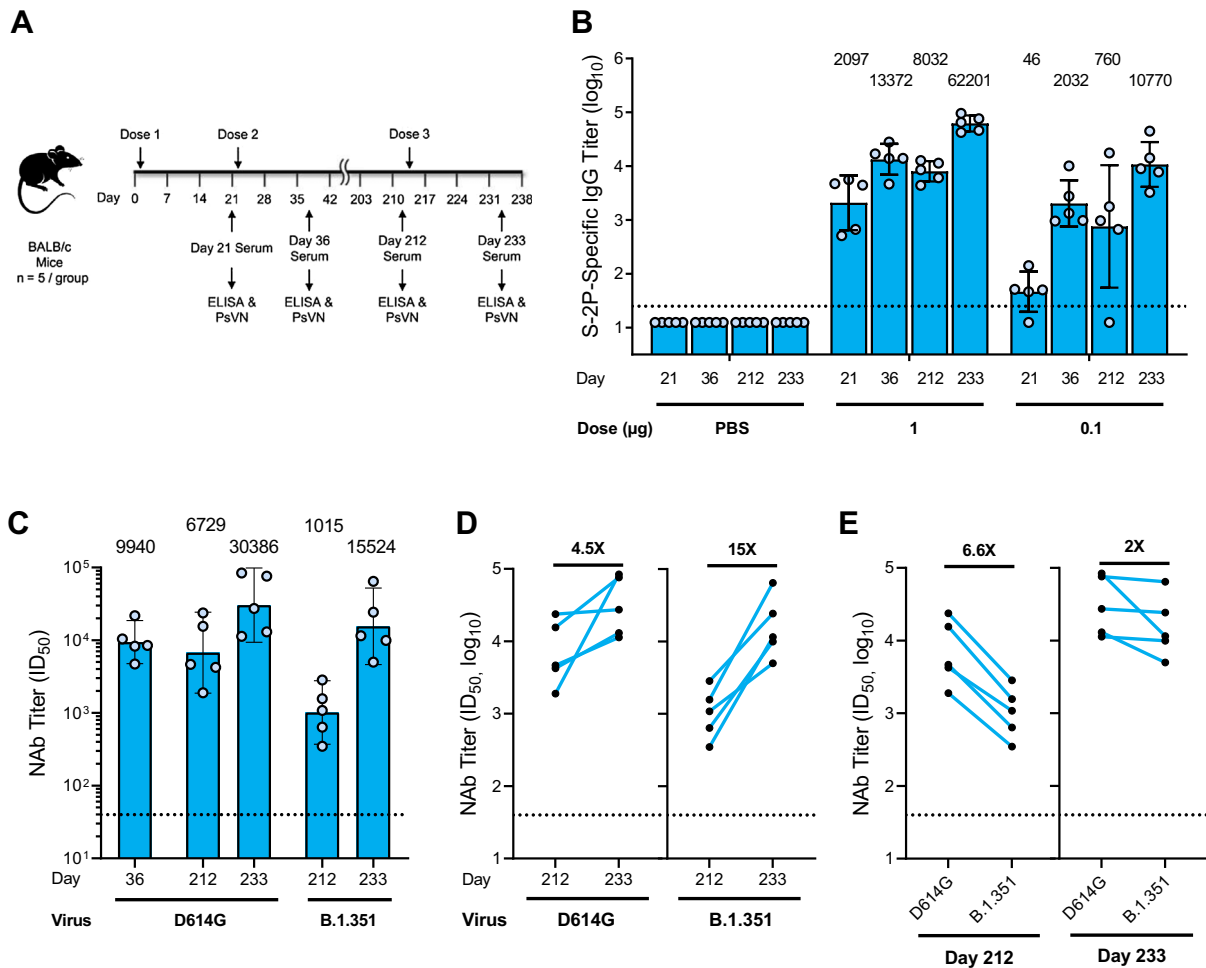 A
Dose 1 Dose 2 Dose 3
Day 0 7 14 21 28 35 42 203 210 217 224 231 238
BALB/c
Mice
n = 5 / group
Day 21 Serum
Day 36
Serum
Day 212
Serum
Day 233
Serum
ELISA &
PsVN
ELISA &
PsVN
ELISA &
PsVN
ELISA &
PsVN
B
2097 8032 46 760
13372 62201 2032 10770
S-2P-Specific IgG Titer (log10)
6
5
4
3
2
1
Day 21 36 212 233 21 36 212 233 21 36 212 233
Dose (µg) PBS 1 0.1
C
6729 1015
9940 30386 15524
NAb Titer (ID50)
10^5
10^4
10^3
10^2
10^1
Day 36 212 233 212 233
Virus D614G B.1.351
D
4.5X 15X
NAb Titer (ID50, log10)
5
4
3
2
1
212 233 212 233
D614G B.1.351
E
6.6X 2X
NAb Titer (ID50, log10)
5
4
3
2
1
D614G B.1.351 D614G B.1.351
Day 212 Day 233